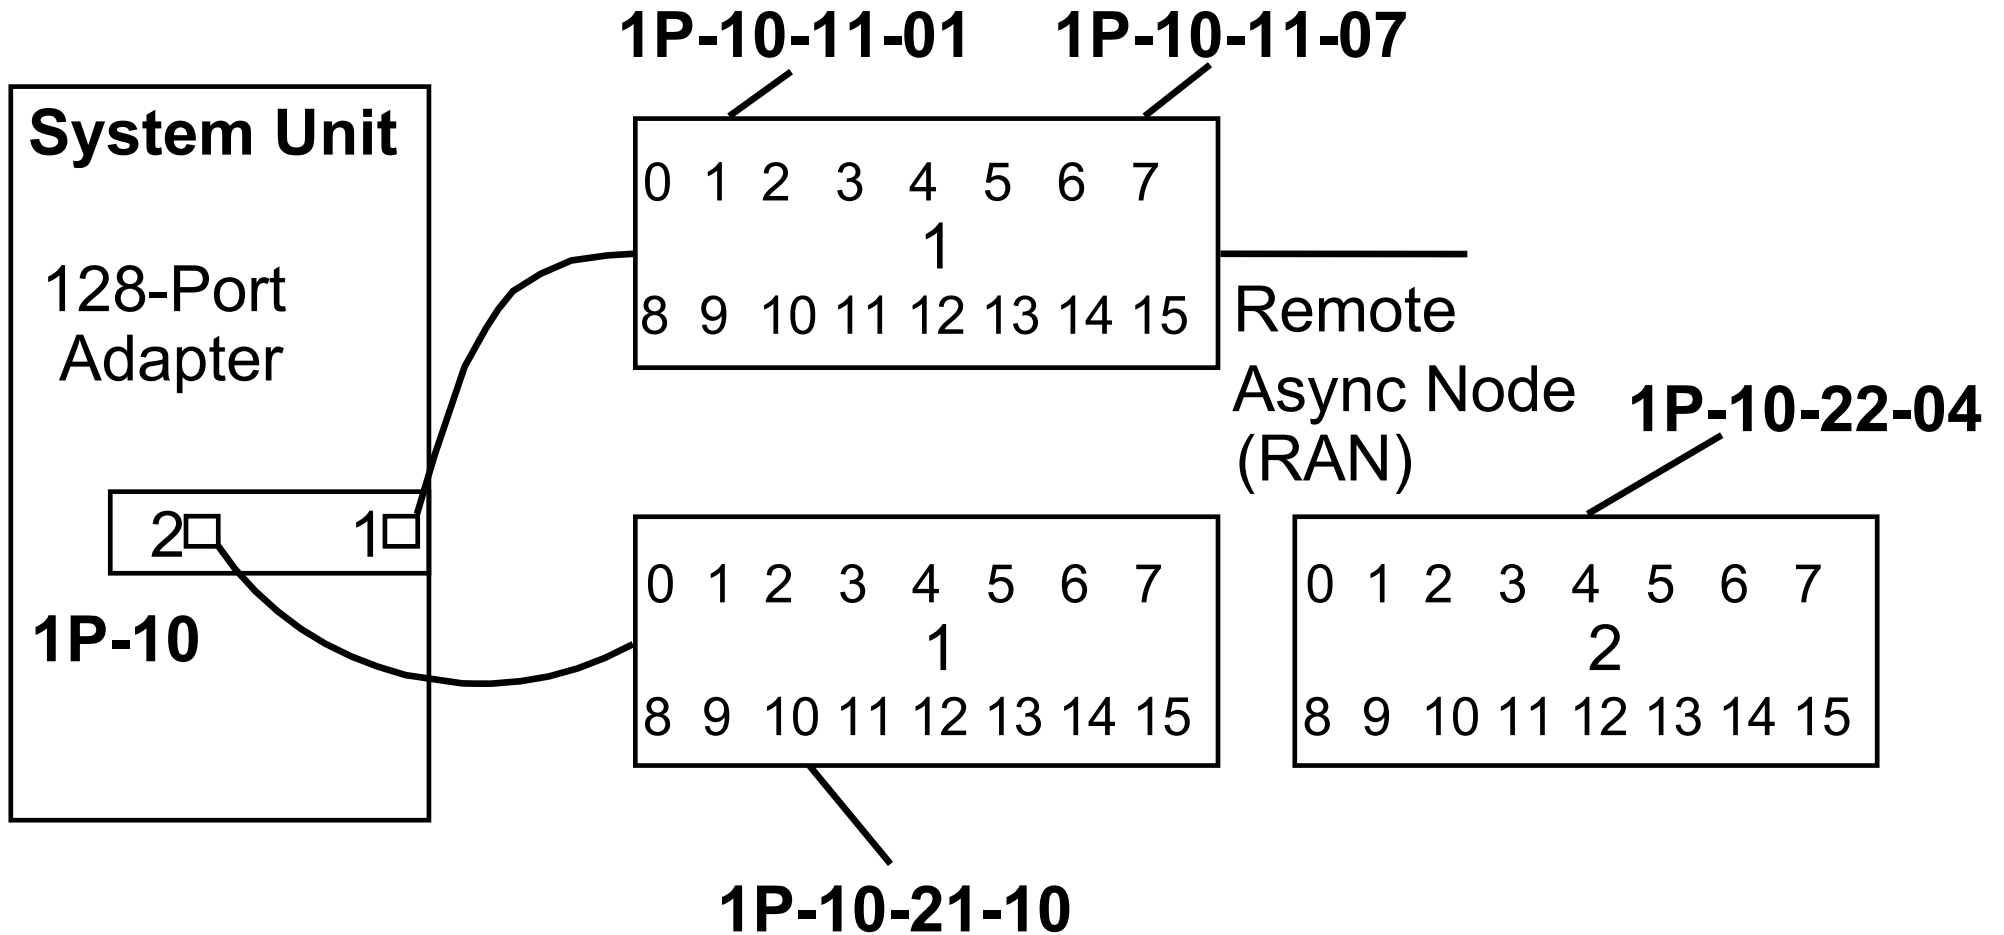 1P-10-11-01 1P-10-11-07
System Unit
128-Port
Adapter
2 1
1P-10
0 1 2 3 4 5 6 7
1
8 9 10 11 12 13 14 15
Remote
Async Node
(RAN)
1P-10-22-04
0 1 2 3 4 5 6 7
1
8 9 10 11 12 13 14 15
0 1 2 3 4 5 6 7
2
8 9 10 11 12 13 14 15
1P-10-21-10